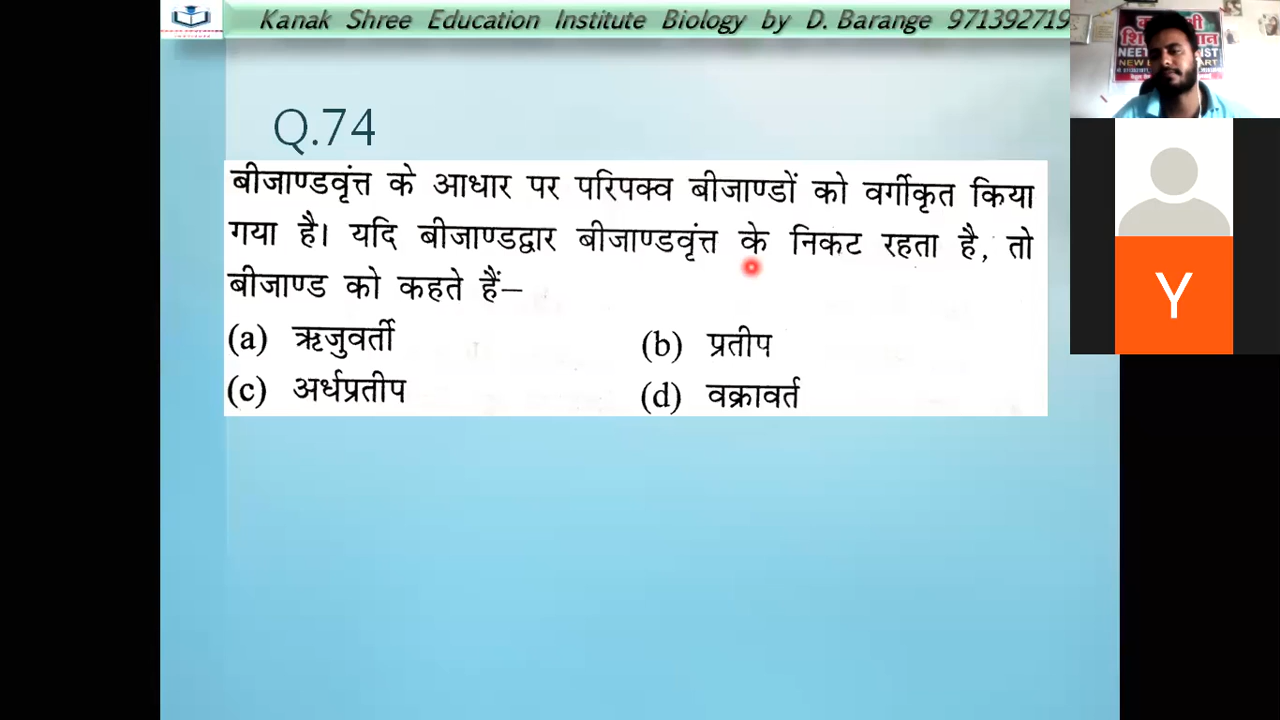 Kanak Shree Education Institute Biology by D. Barange 971392719
Q.74
बीजाण्डवृंत्त के आधार पर परिपक्व बीजाण्डों को वर्गीकृत किया
गया है। यदि बीजाण्डद्वार बीजाण्डवृंत्त के निकट रहता है, तो
बीजाण्ड को कहते हैं–
(a) ऋजुवर्ती
(b) प्रतीप
(c) अर्धप्रतीप
(d) वक्रावर्त
Y